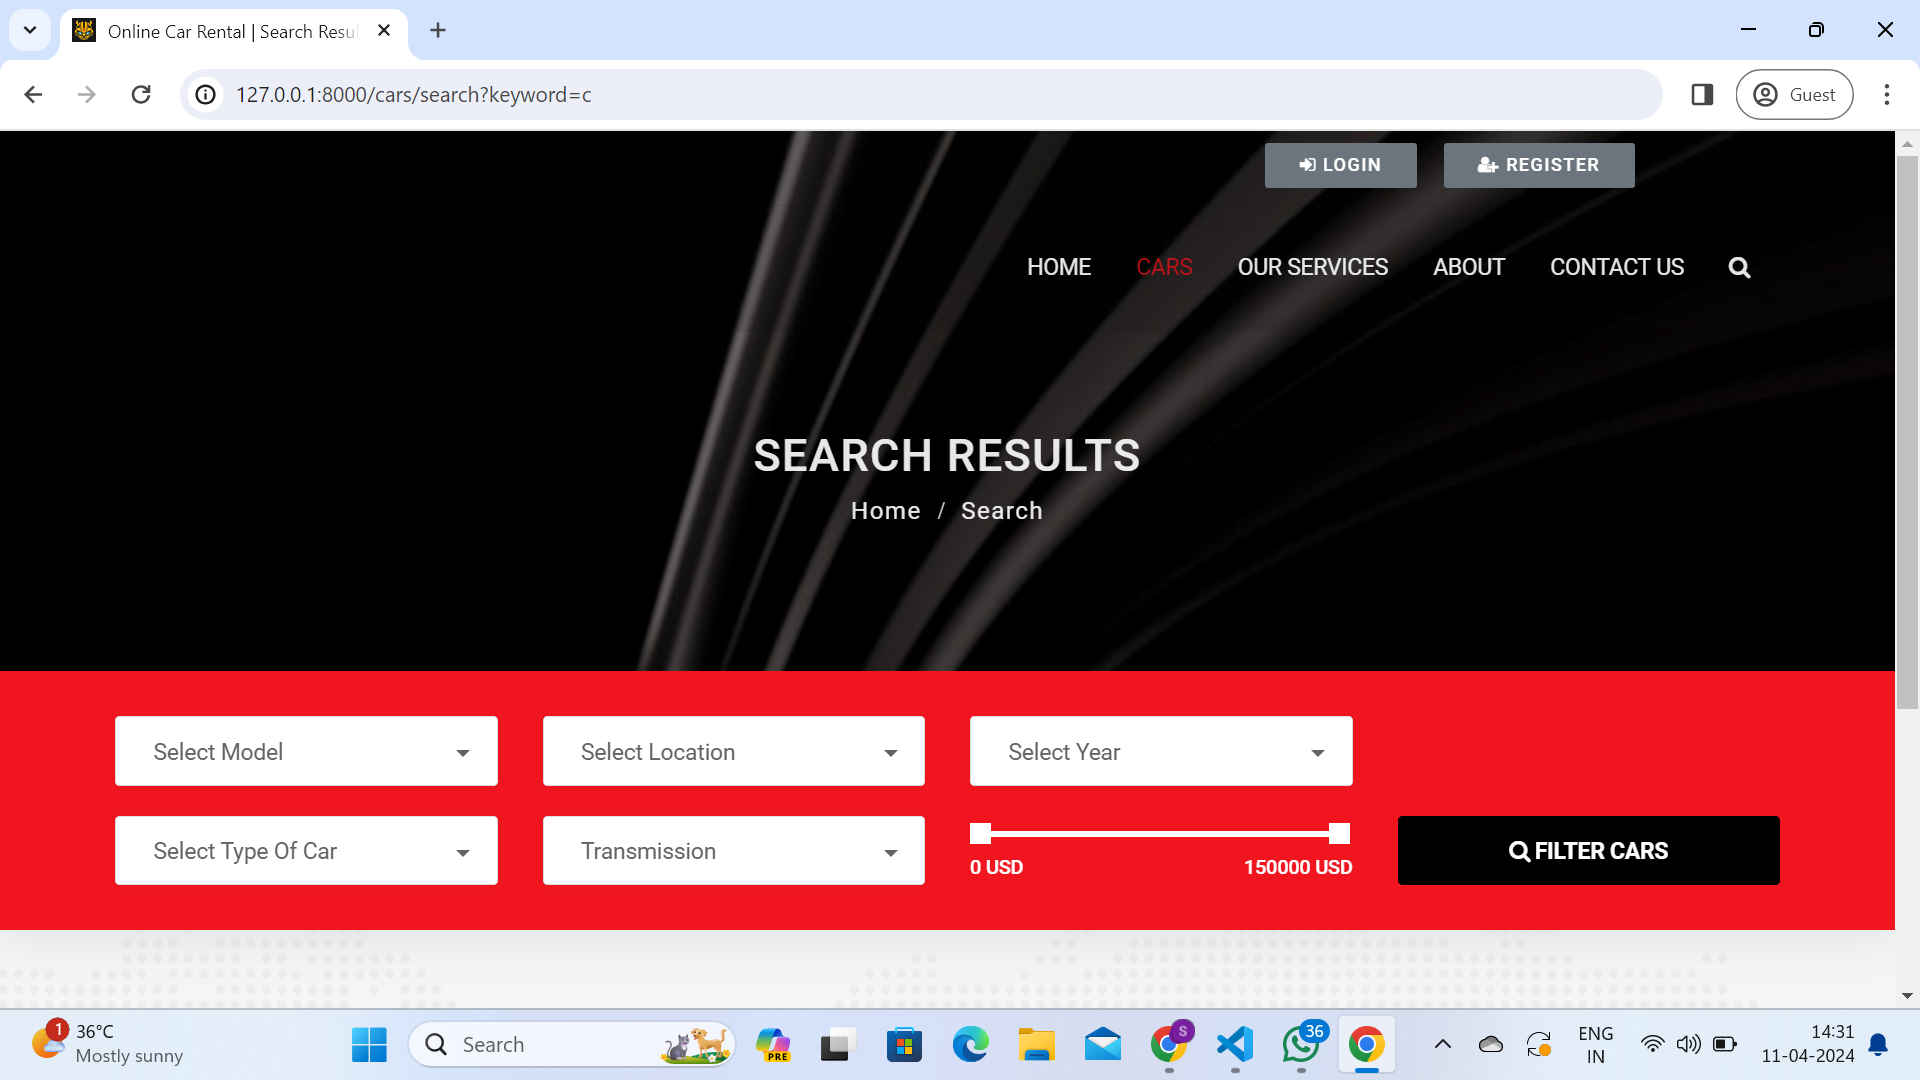 Online Car Rental | Search Resul
127.0.0.1:8000/cars/search?keyword=c
Guest
LOGIN
REGISTER
HOME
CARS
OUR SERVICES
ABOUT
CONTACT US
SEARCH RESULTS
Home / Search
Select Model
Select Location
Select Year
Select Type Of Car
Transmission
0 USD
150000 USD
FILTER CARS
1
36°C
Mostly sunny
Search
PRE
S
36
ENG
IN
14:31
11-04-2024